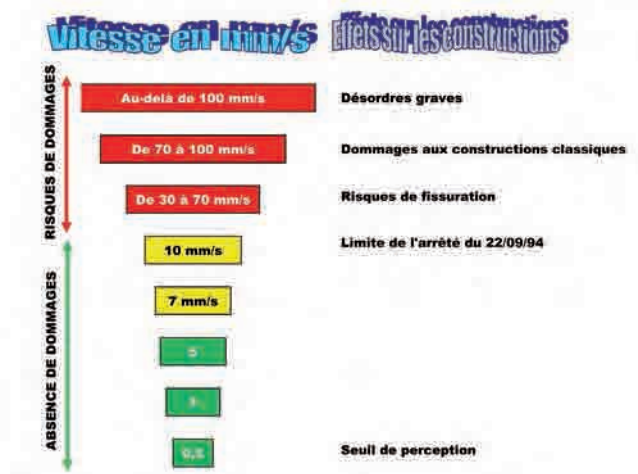 Vitesse en mm/s
Effets sur les constructions
RISQUES DE DOMMAGES
Au-delà de 100 mm/s
Désordres graves
De 70 à 100 mm/s
Dommages aux constructions classiques
De 30 à 70 mm/s
Risques de fissuration
10 mm/s
Limite de l'arrêté du 22/09/94
ABSENCE DE DOMMAGES
7 mm/s
5
Seuil de perception